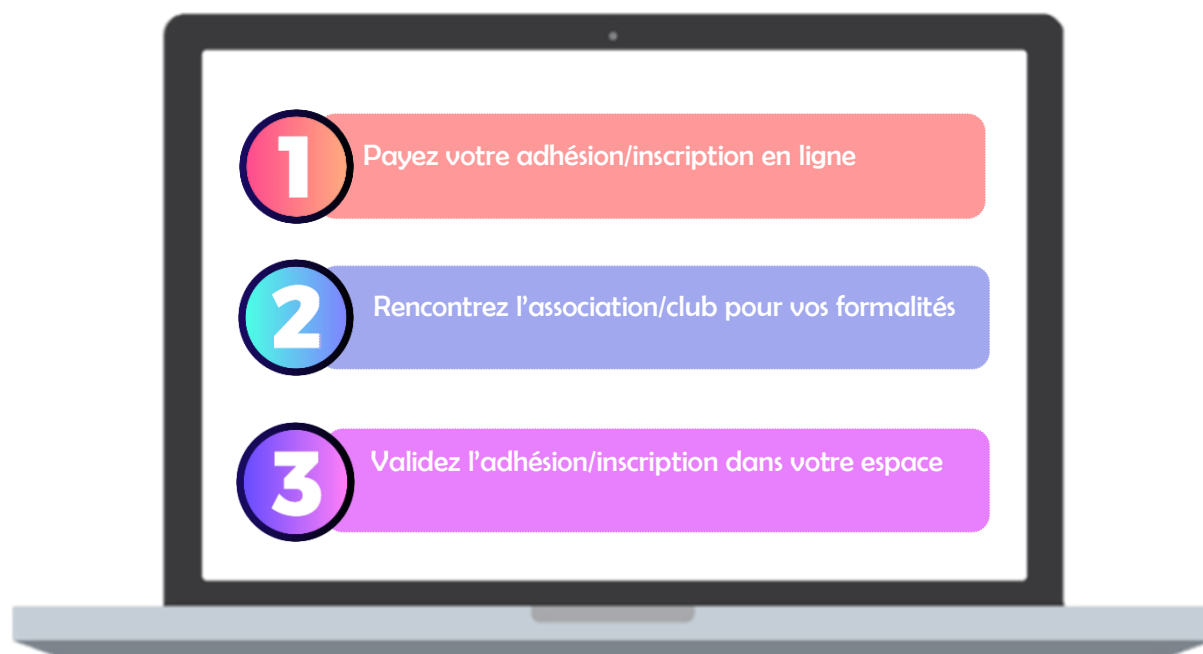 1 Payez votre adhésion/inscription en ligne
2 Rencontrez l’association/club pour vos formalités
3 Validez l’adhésion/inscription dans votre espace